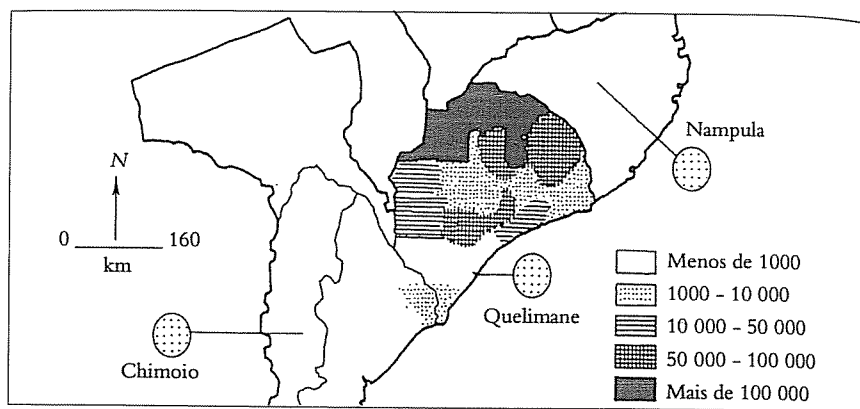 Nampula
N
0 160
km
Quelimane
Chimoio
Menos de 1000
1000 – 10 000
10 000 – 50 000
50 000 – 100 000
Mais de 100 000